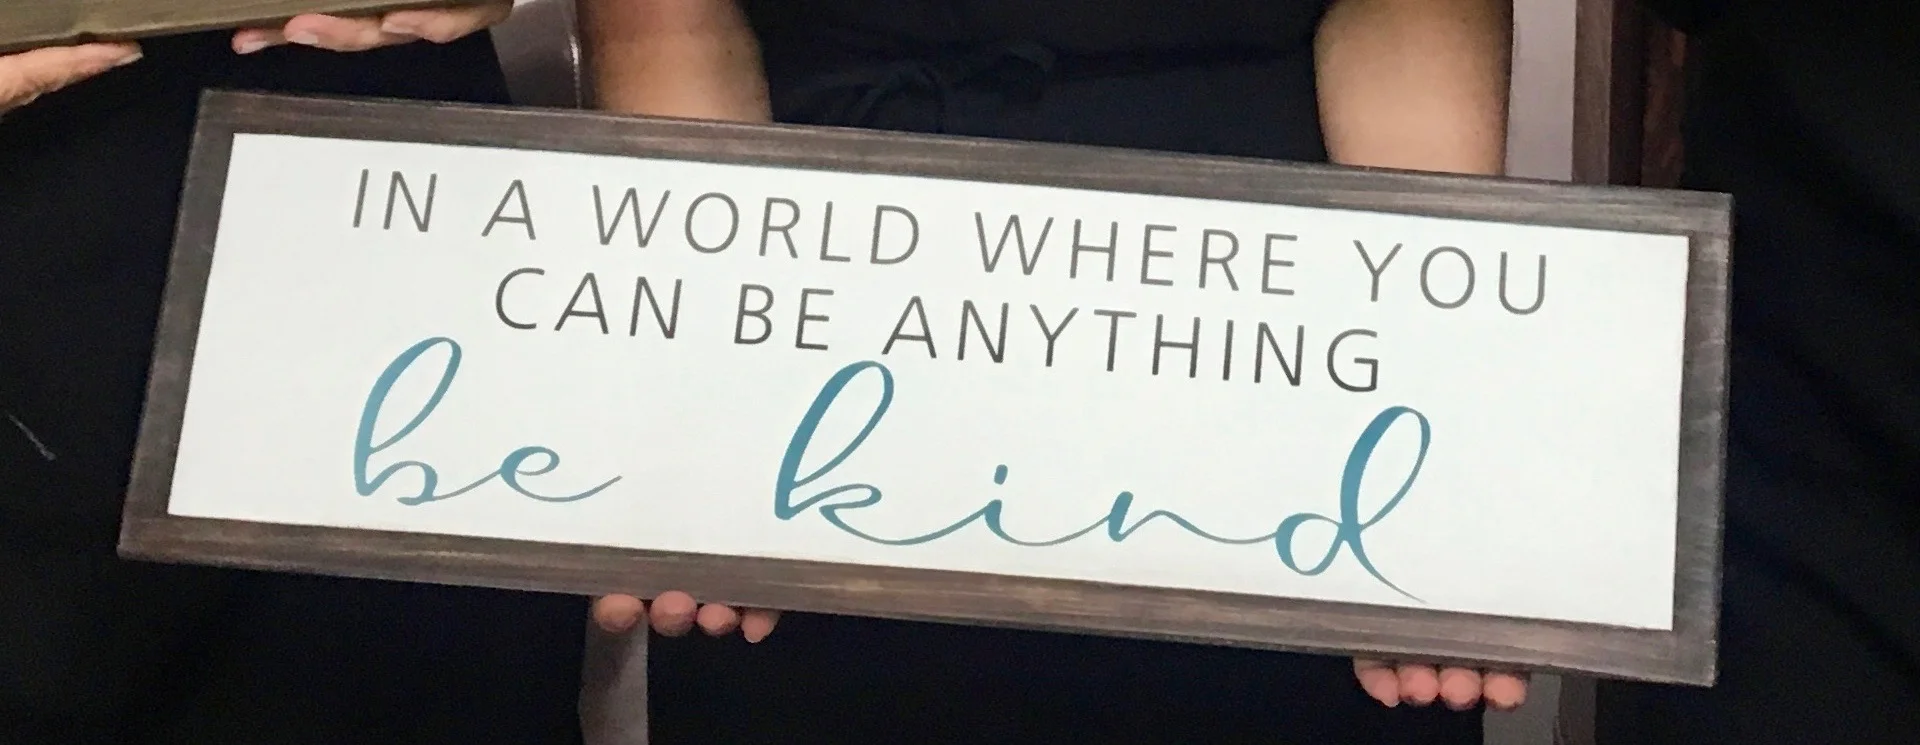 IN A WORLD WHERE YOU
CAN BE ANYTHING
be kind